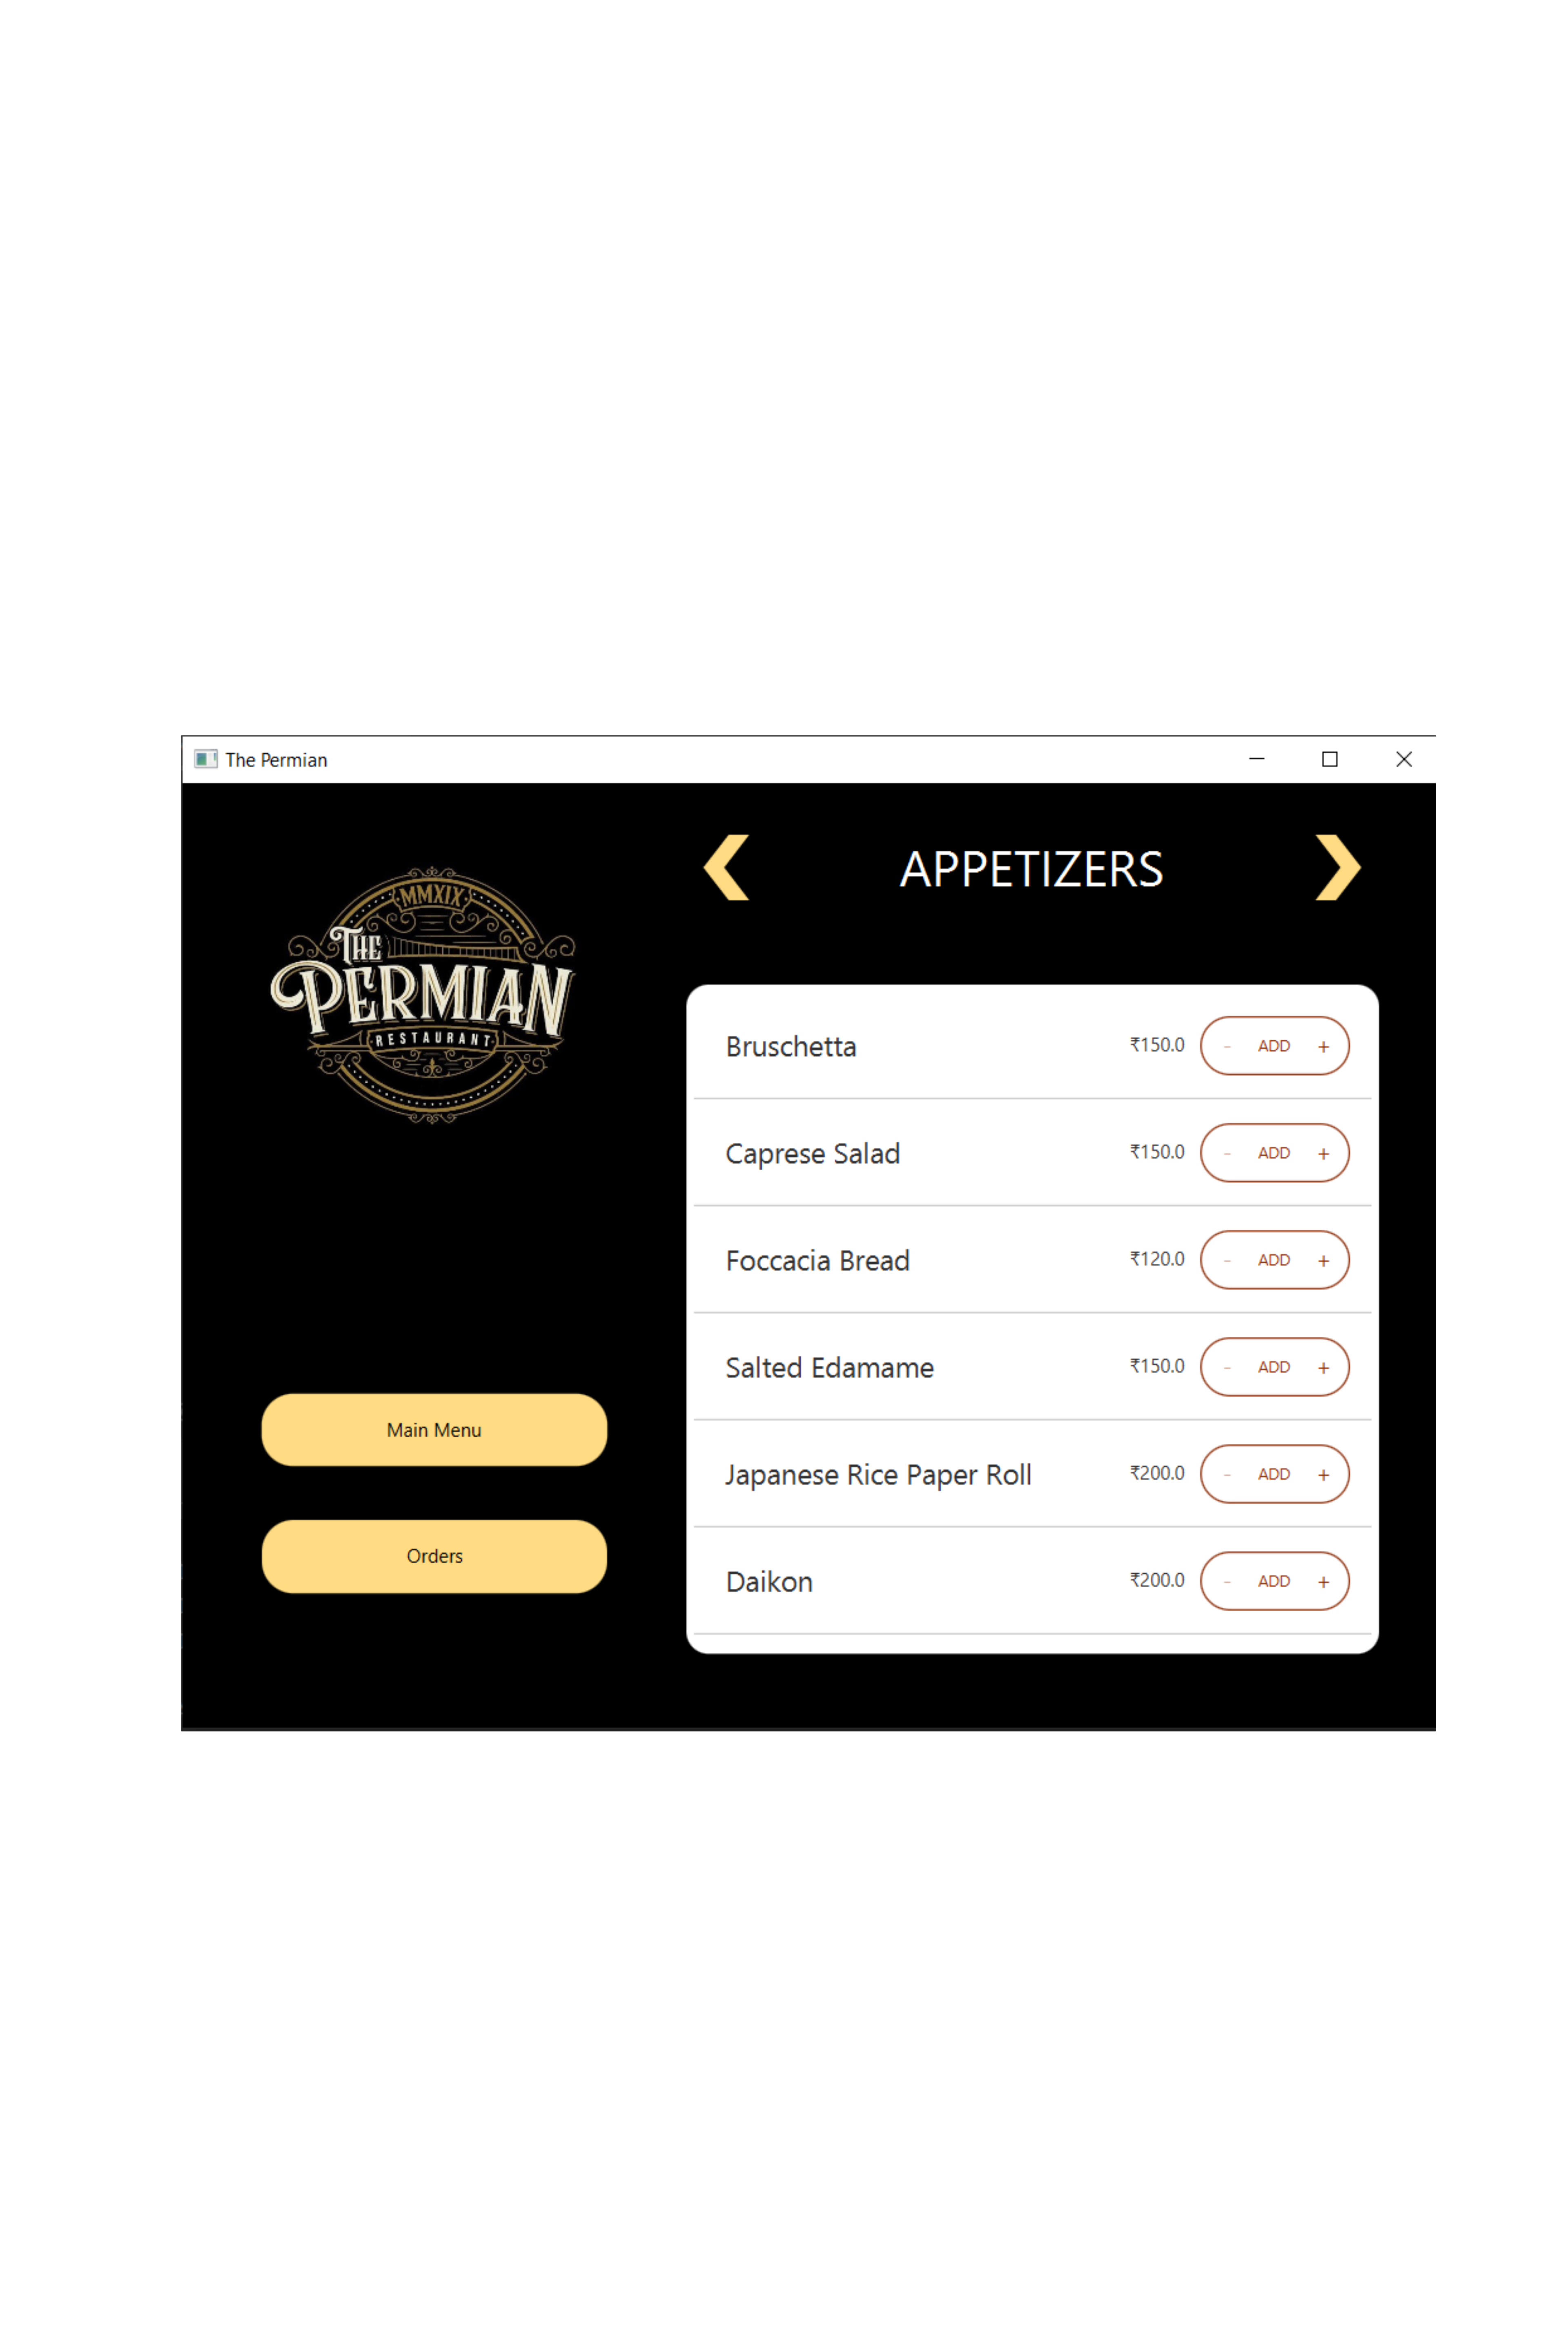 The Permian
MMXIX
THE
PERMIAN
RESTAURANT
Main Menu
Orders
APPETIZERS
Bruschetta ₹150.0 - ADD +
Caprese Salad ₹150.0 - ADD +
Foccacia Bread ₹120.0 - ADD +
Salted Edamame ₹150.0 - ADD +
Japanese Rice Paper Roll ₹200.0 - ADD +
Daikon ₹200.0 - ADD +